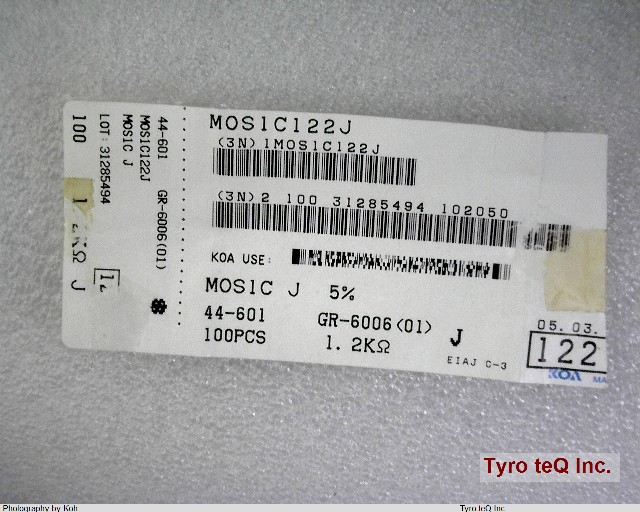 MOS1C122J
(3N) 1MOS1C122J
(3N) 2 100 31285494 102050
KOA USE:
MOS1C J 5%
44-601 GR-6006(01) J
100PCS 1.2KΩ
EIAJ C-3
05.03.
122
KOA MA
44-601 GR-6006(01)
MOS1C122J
MOS1C J
LOT: 31285494
100 KΩ J
Tyro teQ Inc.
Photography by Koh
Tyro teQ Inc